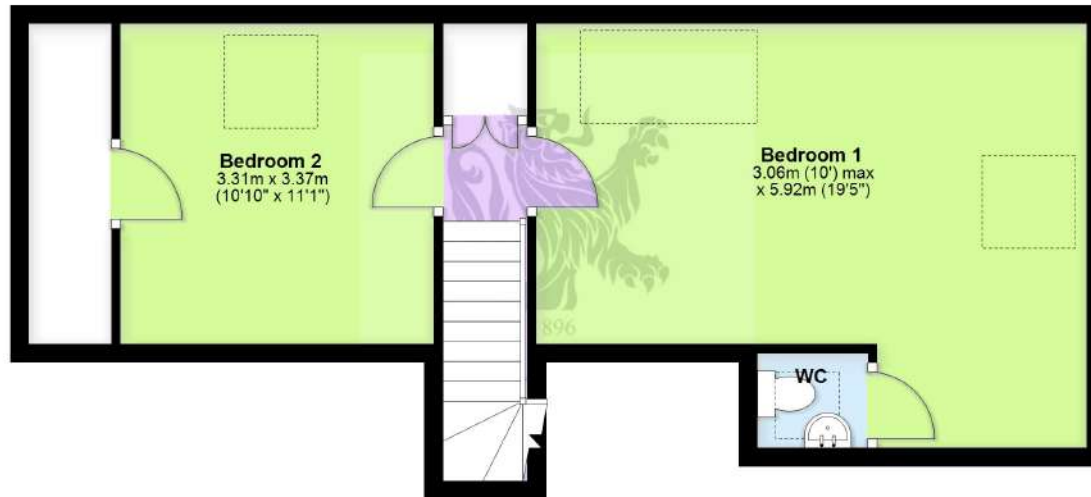 Bedroom 2
3.31m x 3.37m
(10'10" x 11'1")
Bedroom 1
3.06m (10') max
x 5.92m (19'5")
WC